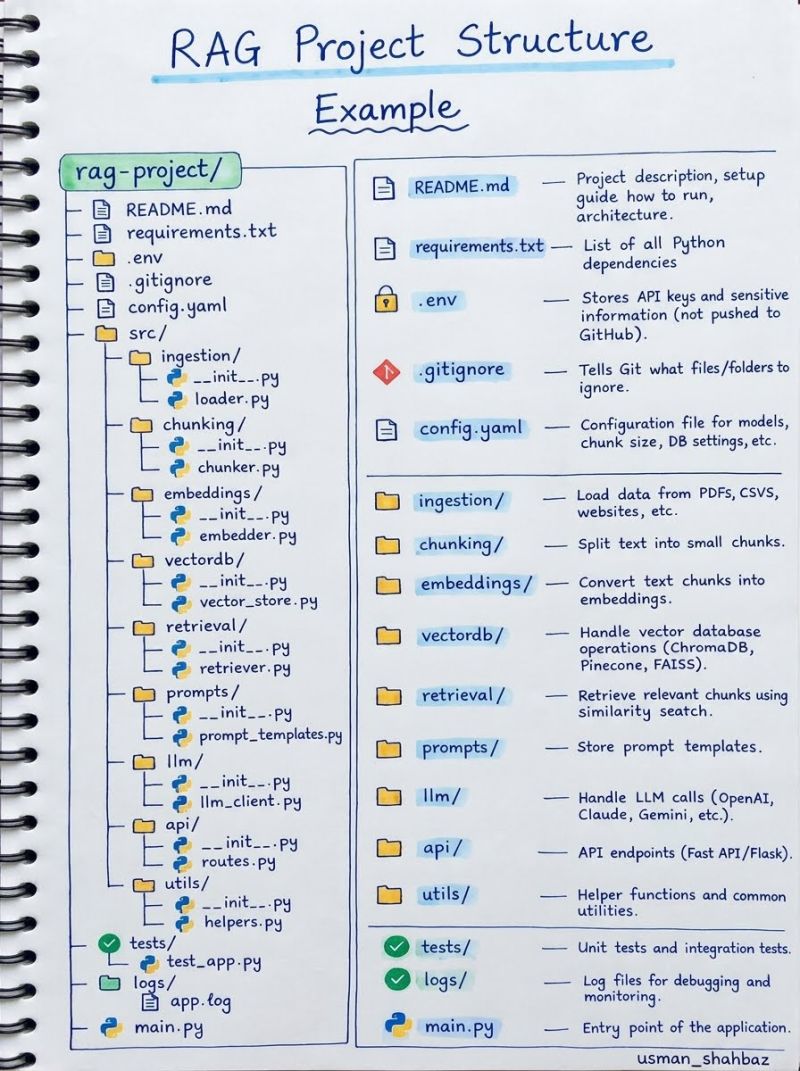 RAG Project Structure
Example
rag-project/
README.md
requirements.txt
.env
.gitignore
config.yaml
src/
ingestion/
__init__.py
loader.py
chunking/
__init__.py
chunker.py
embeddings/
__init__.py
embedder.py
vectordb/
__init__.py
vector_store.py
retrieval/
__init__.py
retriever.py
prompts/
__init__.py
prompt_templates.py
llm/
__init__.py
llm_client.py
api/
__init__.py
routes.py
utils/
__init__.py
helpers.py
tests/
test_app.py
logs/
app.log
main.py
README.md — Project description, setup
guide how to run,
architecture.
requirements.txt — List of all Python
dependencies
.env — Stores API keys and sensitive
information (not pushed to
GitHub).
.gitignore — Tells Git what files/folders to
ignore.
config.yaml — Configuration file for models,
chunk size, DB settings, etc.
ingestion/ — Load data from PDFs, CSVS,
websites, etc.
chunking/ — Split text into small chunks.
embeddings/ — Convert text chunks into
embeddings.
vectordb/ — Handle vector database
operations (ChromaDB,
Pinecone, FAISS).
retrieval/ — Retrieve relevant chunks using
similarity search.
prompts/ — Store prompt templates.
llm/ — Handle LLM calls (OpenAI,
Claude, Gemini, etc.).
api/ — API endpoints (Fast API/Flask).
utils/ — Helper functions and common
utilities.
tests/ — Unit tests and integration tests.
logs/ — Log files for debugging and
monitoring.
main.py — Entry point of the application.
usman_shahbaz